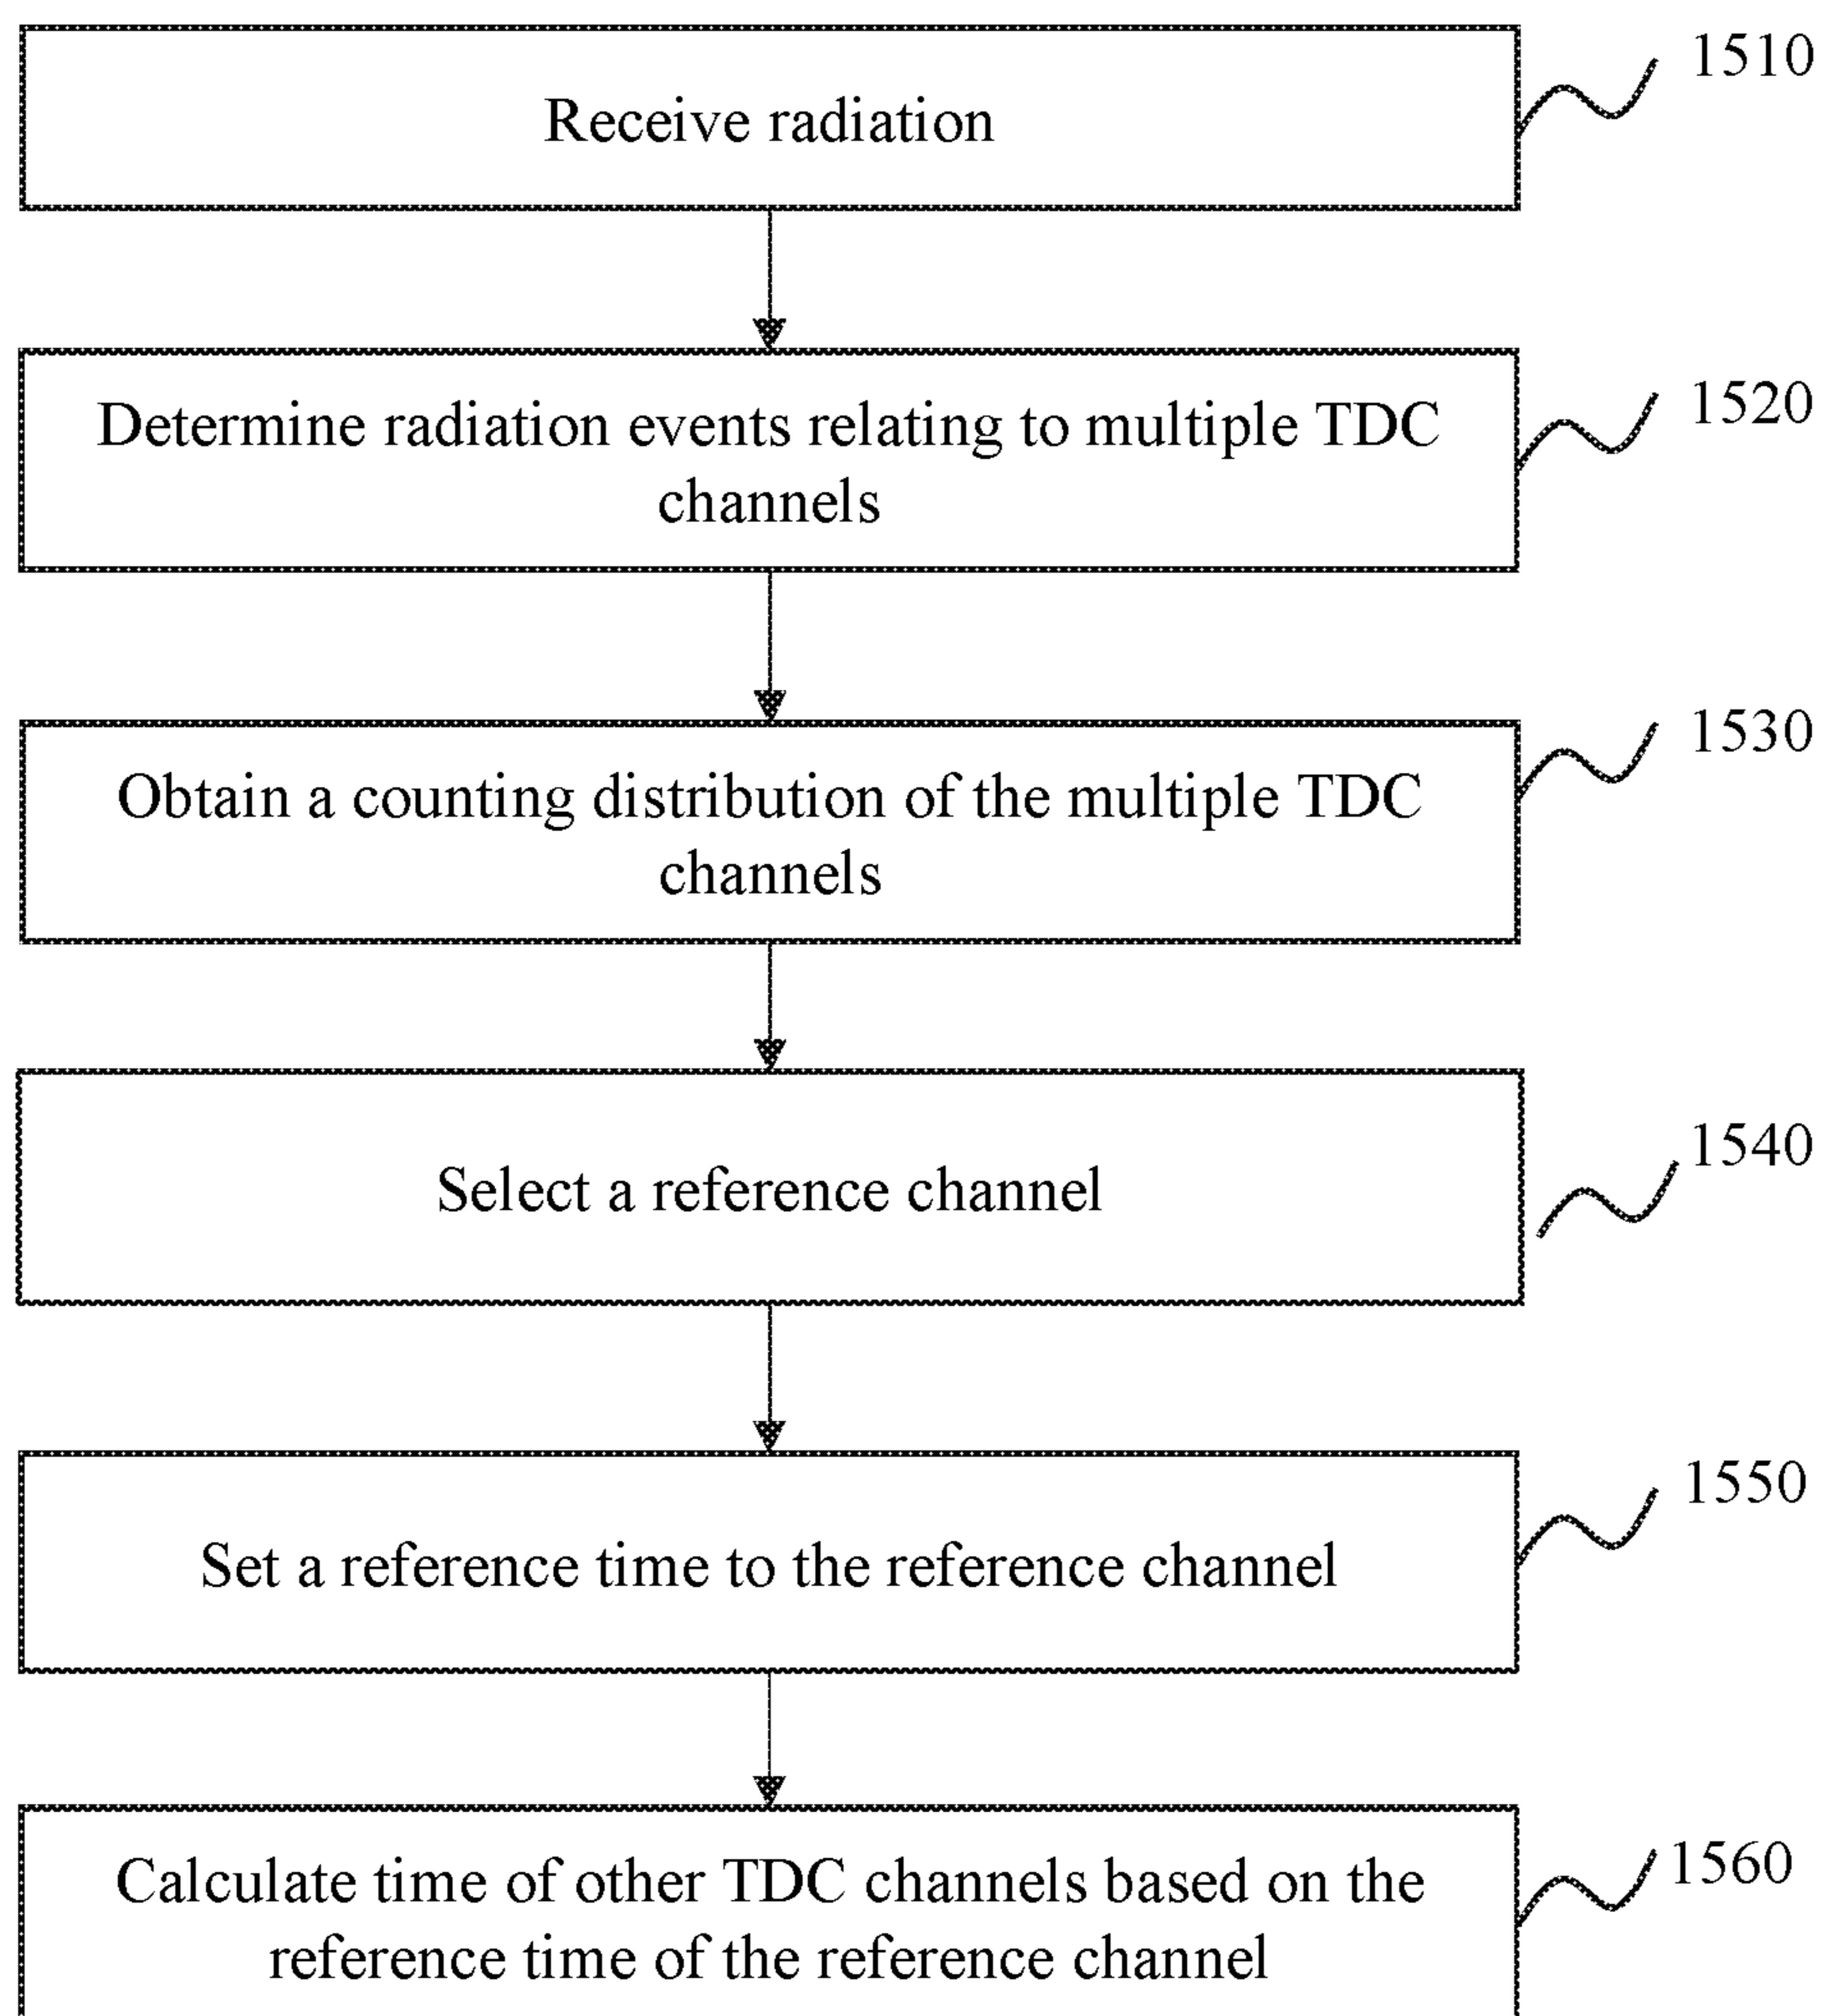 Receive radiation
1510
Determine radiation events relating to multiple TDC
channels
1520
Obtain a counting distribution of the multiple TDC
channels
1530
Select a reference channel
1540
Set a reference time to the reference channel
1550
Calculate time of other TDC channels based on the
reference time of the reference channel
1560